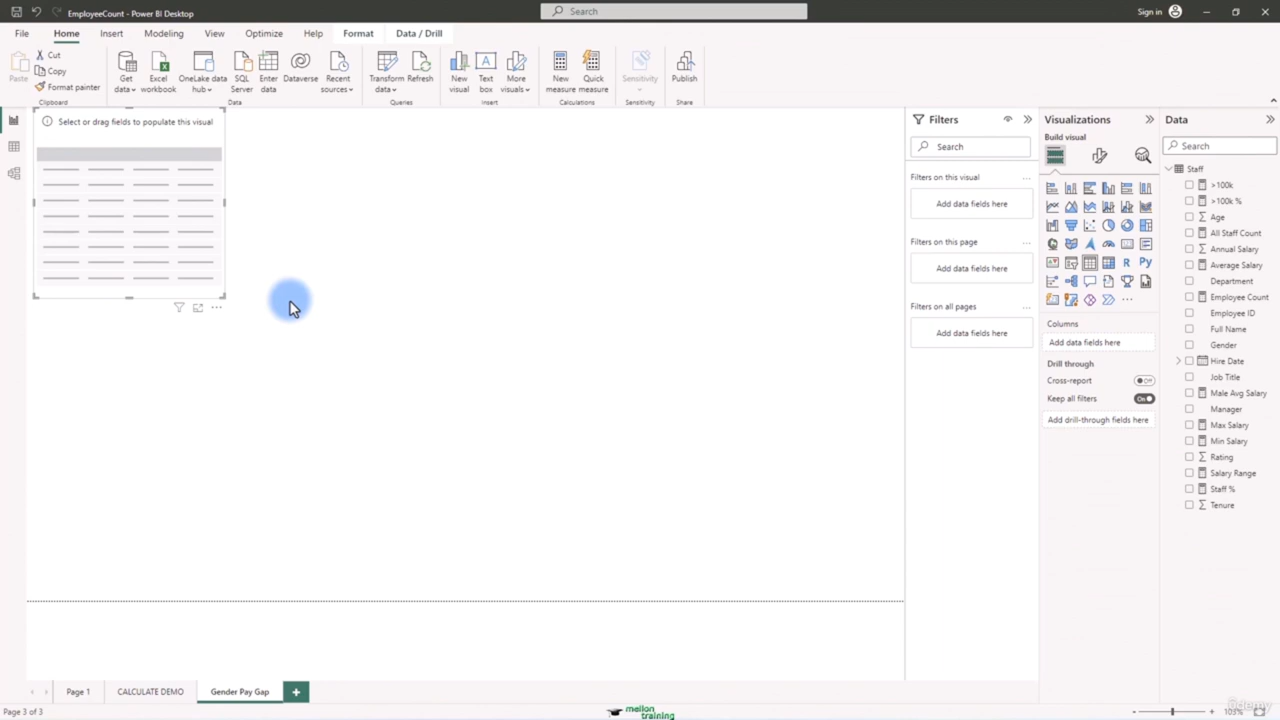 EmployeeCount - Power BI Desktop
Search
Sign in
File
Home
Insert
Modeling
View
Optimize
Help
Format
Data / Drill
Paste
Cut
Copy
Format painter
Clipboard
Get data
Excel workbook
OneLake data hub
SQL Server
Enter data
Dataverse
Recent sources
Data
Transform data
Refresh
Queries
New visual
Text box
More visuals
Insert
New measure
Quick measure
Calculations
Sensitivity
Sensitivity
Publish
Share
Select or drag fields to populate this visual
Filters
Search
Filters on this visual
Add data fields here
Filters on this page
Add data fields here
Filters on all pages
Add data fields here
Visualizations
Build visual
R
Py
Columns
Add data fields here
Drill through
Cross-report
Off
Keep all filters
On
Add drill-through fields here
Data
Search
Staff
>100k
>100k %
Age
All Staff Count
Annual Salary
Average Salary
Department
Employee Count
Employee ID
Full Name
Gender
Hire Date
Job Title
Male Avg Salary
Manager
Max Salary
Min Salary
Rating
Salary Range
Staff %
Tenure
Page 1
CALCULATE DEMO
Gender Pay Gap
Page 3 of 3
mellon training
103%
udemy